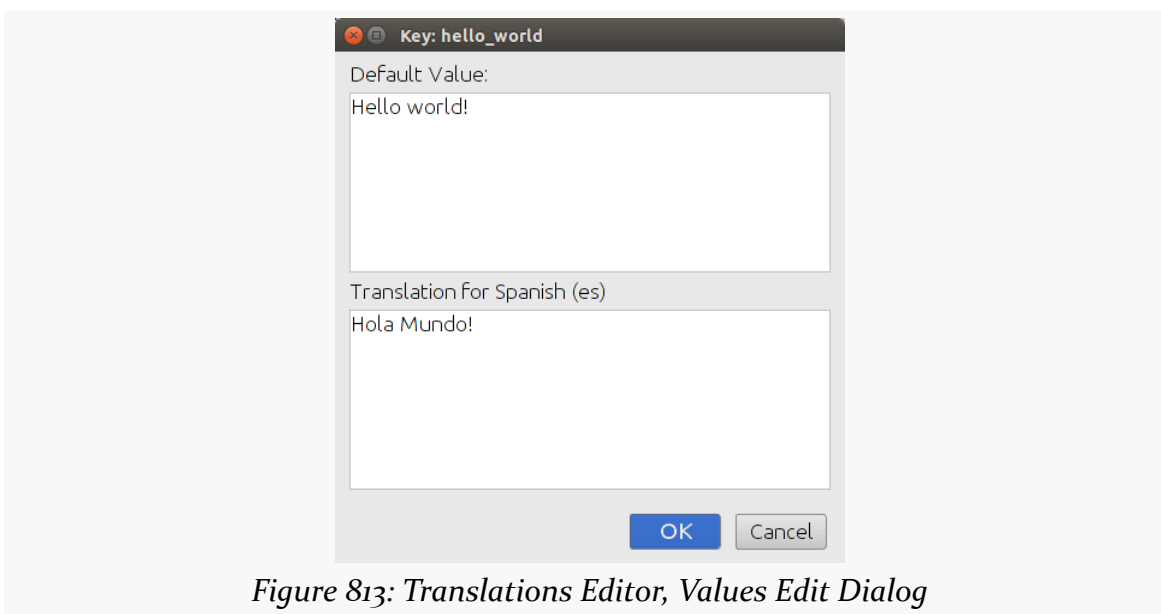 Key: hello_world
Default Value:
Hello world!
Translation for Spanish (es)
Hola Mundo!
OK Cancel
Figure 813: Translations Editor, Values Edit Dialog